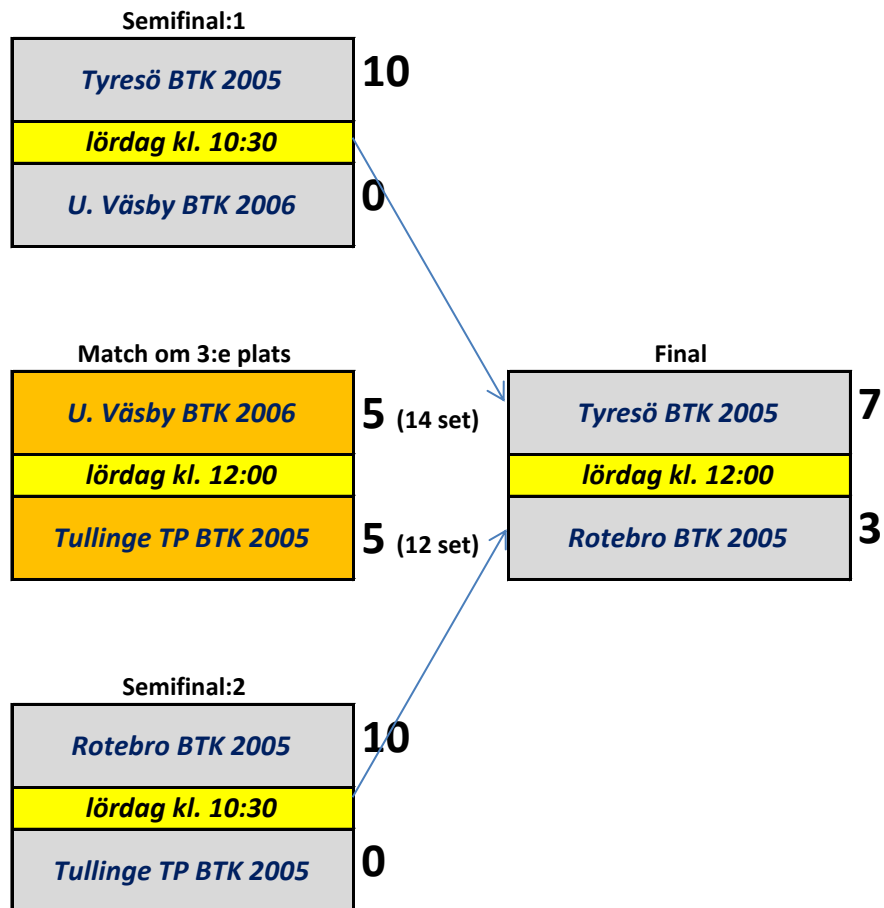 Semifinal:1
Tyresö BTK 2005 10
lördag kl. 10:30
U. Väsby BTK 2006 0
Match om 3:e plats
U. Väsby BTK 2006 5 (14 set)
lördag kl. 12:00
Tullinge TP BTK 2005 5 (12 set)
Final
Tyresö BTK 2005 7
lördag kl. 12:00
Rotebro BTK 2005 3
Semifinal:2
Rotebro BTK 2005 10
lördag kl. 10:30
Tullinge TP BTK 2005 0